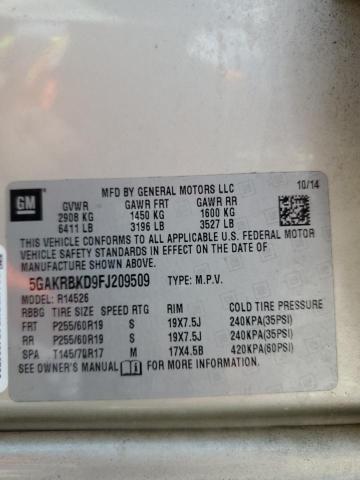 MFD BY GENERAL MOTORS LLC 10/14
GM
GVWR GAWR FRT GAWR RR
2908 KG 1450 KG 1600 KG
6411 LB 3196 LB 3527 LB
THIS VEHICLE CONFORMS TO ALL APPLICABLE U.S. FEDERAL MOTOR
VEHICLE SAFETY STANDARDS IN EFFECT ON THE DATE OF
MANUFACTURE SHOWN ABOVE.
5GAKRBKD9FJ209509 TYPE: M.P.V.
MODEL: R14526
RBBG TIRE SIZE SPEED RTG RIM COLD TIRE PRESSURE
FRT P255/60R19 S 19X7.5J 240KPA(35PSI)
RR P255/60R19 S 19X7.5J 240KPA(35PSI)
SPA T145/70R17 M 17X4.5B 420KPA(60PSI)
SEE OWNER'S MANUAL FOR MORE INFORMATION.